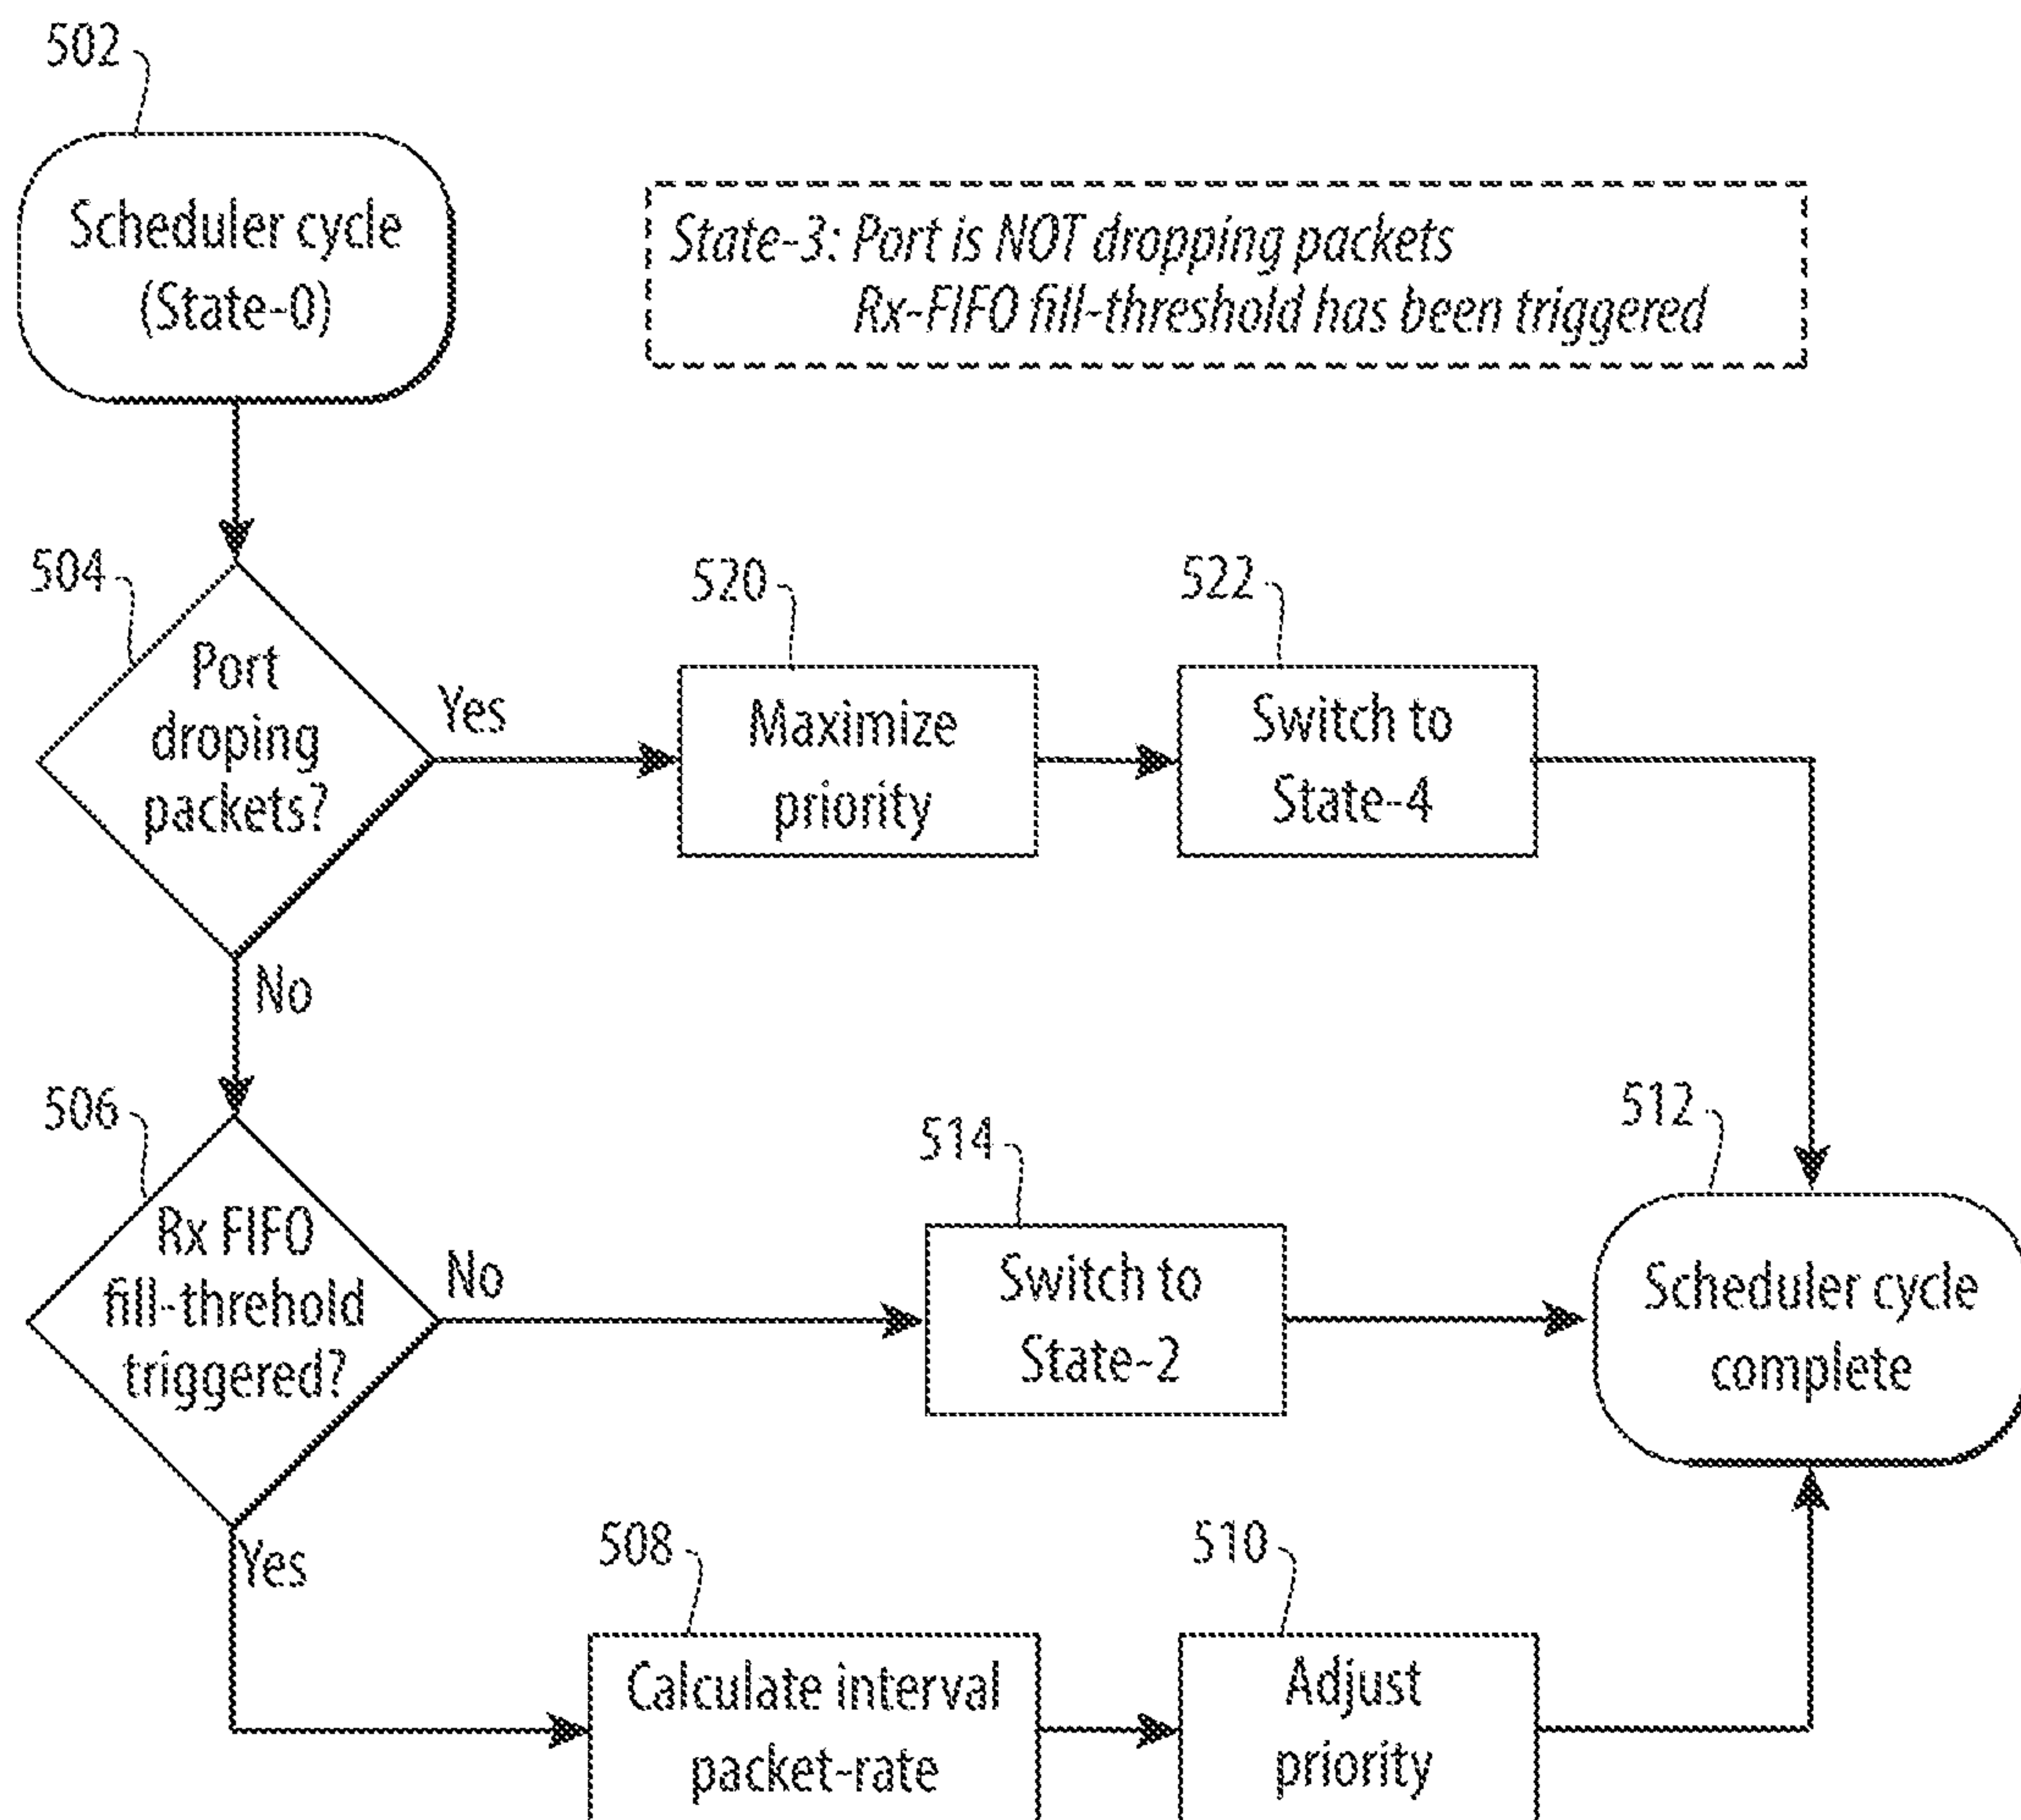 502
Scheduler cycle
(State-0)
State-3: Port is NOT dropping packets
Rx-FIFO fill-threshold has been triggered
504
Port
droping
packets?
Yes
No
520
Maximize
priority
522
Switch to
State-4
506
Rx FIFO
fill-threhold
triggered?
No
Yes
514
Switch to
State-2
512
Scheduler cycle
complete
508
Calculate interval
packet-rate
510
Adjust
priority